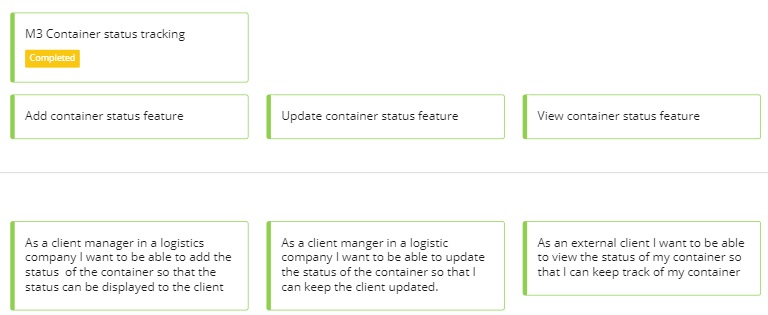 M3 Container status tracking
Completed
Add container status feature
Update container status feature
View container status feature
As a client manager in a logistics
company I want to be able to add the
status of the container so that the
status can be displayed to the client
As a client manger in a logistic
company I want to be able to update
the status of the container so that I
can keep the client updated.
As an external client I want to be able
to view the status of my container so
that I can keep track of my container